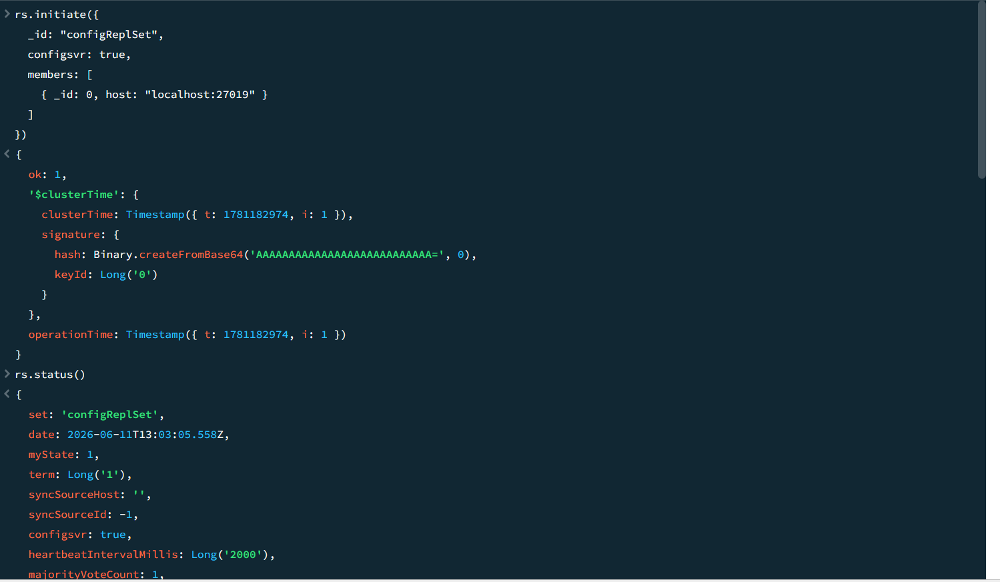 > rs.initiate({
_id: "configReplSet",
configsvr: true,
members: [
{ _id: 0, host: "localhost:27019" }
]
})
< {
ok: 1,
'$clusterTime': {
clusterTime: Timestamp({ t: 1781182974, i: 1 }),
signature: {
hash: Binary.createFromBase64('AAAAAAAAAAAAAAAAAAAAAAAAAAA=', 0),
keyId: Long('0')
}
},
operationTime: Timestamp({ t: 1781182974, i: 1 })
}
> rs.status()
< {
set: 'configReplSet',
date: 2026-06-11T13:03:05.558Z,
myState: 1,
term: Long('1'),
syncSourceHost: '',
syncSourceId: -1,
configsvr: true,
heartbeatIntervalMillis: Long('2000'),
majorityVoteCount: 1,